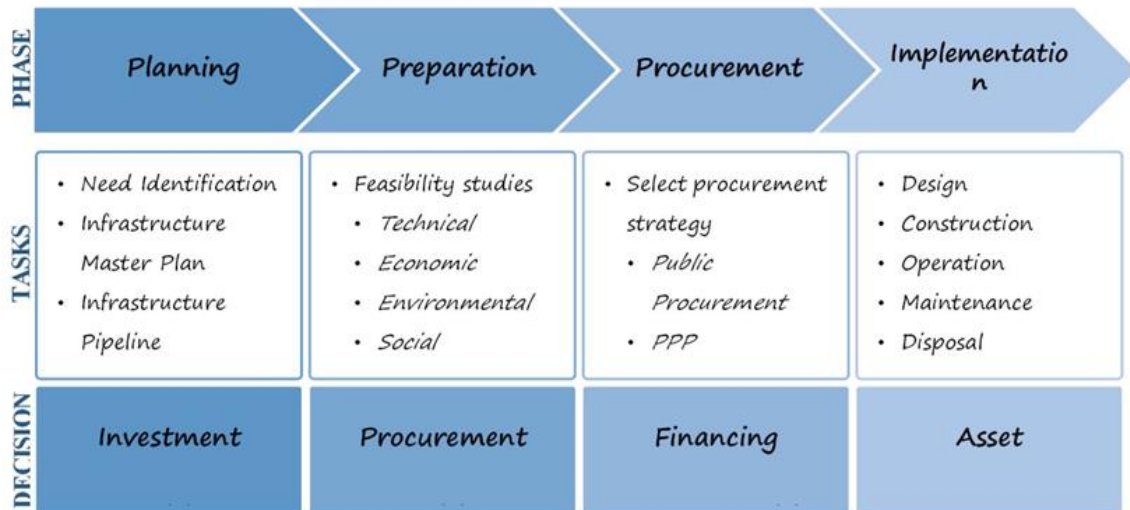 PHASE
Planning
Preparation
Procurement
Implementatio
n
TASKS
• Need Identification
• Infrastructure
Master Plan
• Infrastructure
Pipeline
• Feasibility studies
• Technical
• Economic
• Environmental
• Social
• Select procurement
strategy
• Public
Procurement
• PPP
• Design
• Construction
• Operation
• Maintenance
• Disposal
DECISION
Investment
Procurement
Financing
Asset